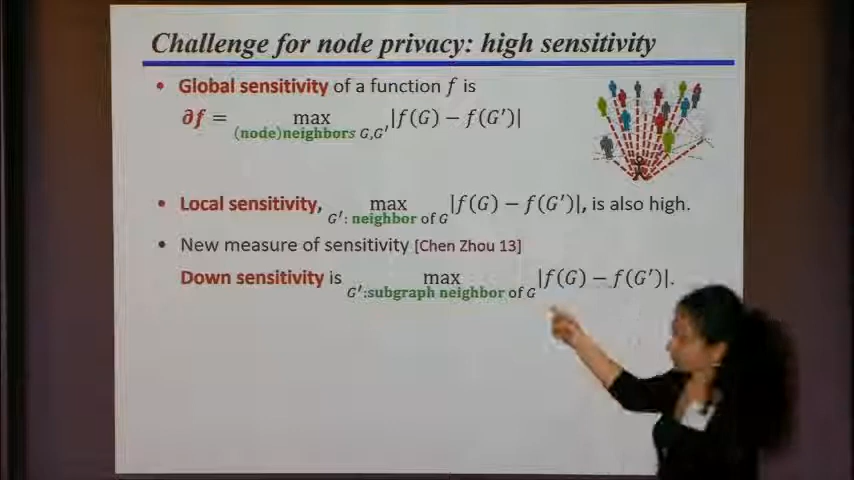 Challenge for node privacy: high sensitivity
• Global sensitivity of a function f is
∂f = max |f(G) − f(G′)|
(node)neighbors G,G′
• Local sensitivity, max |f(G) − f(G′)|, is also high.
G′: neighbor of G
• New measure of sensitivity [Chen Zhou 13]
Down sensitivity is max |f(G) − f(G′)|.
G′:subgraph neighbor of G